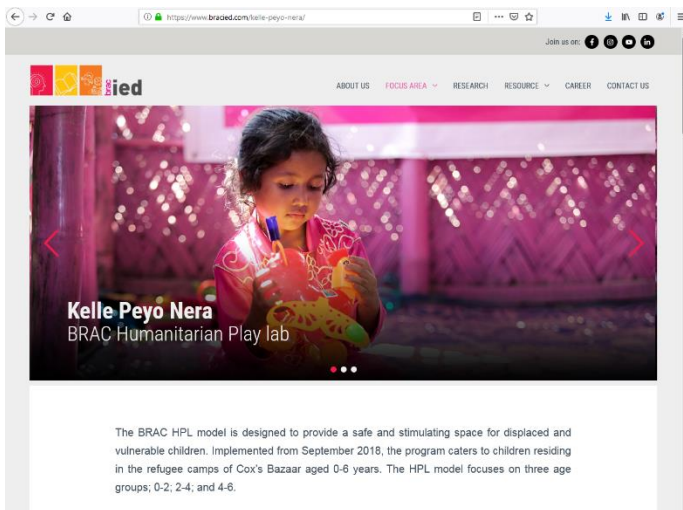 https://www.bracied.com/kelle-peyo-nera/
Join us on:
brac
ied
ABOUT US FOCUS AREA RESEARCH RESOURCE CAREER CONTACT US
Kelle Peyo Nera
BRAC Humanitarian Play lab
The BRAC HPL model is designed to provide a safe and stimulating space for displaced and
vulnerable children. Implemented from September 2018, the program caters to children residing
in the refugee camps of Cox's Bazaar aged 0-6 years. The HPL model focuses on three age
groups; 0-2; 2-4; and 4-6.